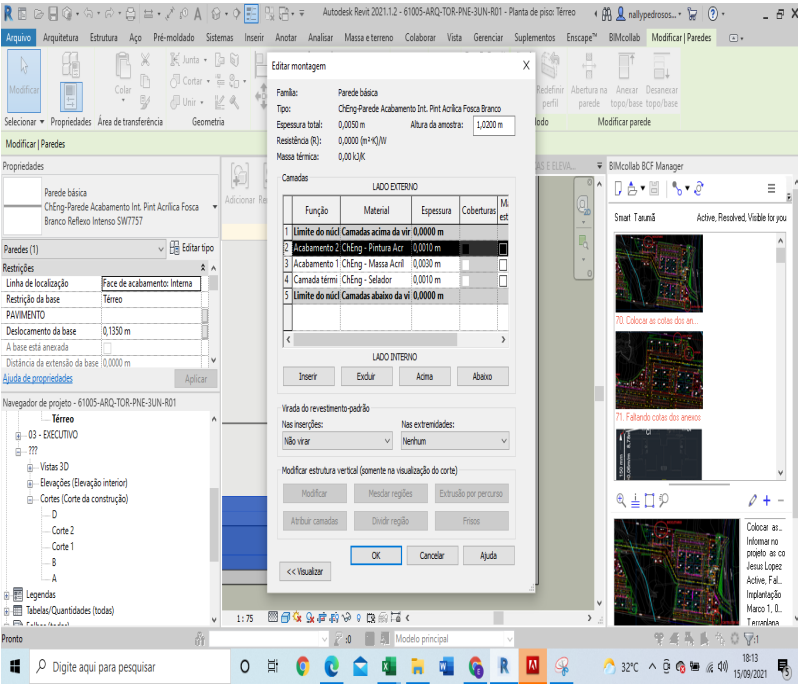 Autodesk Revit 2021.1.2 - 61005-ARQ-TOR-PNE-3UN-R01 - Planta de piso: Térreo
nallypedrosos...
Arquivo Arquitetura Estrutura Aço Pré-moldado Sistemas Inserir Anotar Analisar Massa e terreno Colaborar Vista Gerenciar Suplementos Enscape™ BIMcollab Modificar | Paredes
Modificar
Colar
Junta
Cortar
Unir
Redefinir perfil
Abertura na parede
Anexar topo/base
Desanexar topo/base
Selecionar Propriedades Área de transferência Geometria
Modificar parede
Modificar | Paredes
Propriedades
Parede básica
ChEng-Parede Acabamento Int. Pint Acrílica Fosca
Branco Reflexo Intenso SW7757
Paredes (1) Editar tipo
Restrições
Linha de localização Face de acabamento: Interna
Restrição da base Térreo
PAVIMENTO
Deslocamento da base 0,1350 m
A base está anexada
Distância da extensão da base 0,0000 m
Ajuda de propriedades Aplicar
Navegador de projeto - 61005-ARQ-TOR-PNE-3UN-R01
Térreo
03 - EXECUTIVO
???
Vistas 3D
Elevações (Elevação interior)
Cortes (Corte da construção)
D
Corte 2
Corte 1
B
A
Legendas
Tabelas/Quantidades (todas)
Editar montagem
Família: Parede básica
Tipo: ChEng-Parede Acabamento Int. Pint Acrílica Fosca Branco
Espessura total: 0,0050 m Altura da amostra: 1,0200 m
Resistência (R): 0,0000 (m²·K)/W
Massa térmica: 0,00 kJ/K
Camadas
LADO EXTERNO
Função Material Espessura Coberturas
1 Limite do núcl Camadas acima da vir 0,0000 m
2 Acabamento 2 ChEng - Pintura Acr 0,0010 m
3 Acabamento 1 ChEng - Massa Acríl 0,0030 m
4 Camada térmi ChEng - Selador 0,0010 m
5 Limite do núcl Camadas abaixo da vi 0,0000 m
LADO INTERNO
Inserir Excluir Acima Abaixo
Virada do revestimento-padrão
Nas inserções: Nas extremidades:
Não virar Nenhum
Modificar estrutura vertical (somente na visualização do corte)
Modificar Mesclar regiões Extrusão por percurso
Atribuir camadas Dividir região Frisos
OK Cancelar Ajuda
<< Visualizar
BIMcollab BCF Manager
Smart Tarumã Active, Resolved, Visible for you
70. Colocar as cotas dos an...
71. Faltando cotas dos anexos
Colocar as...
Informar no
projeto as co
Jesus Lopez
Active, Fal...
Implantação
Marco 1, 0...
1 : 75
Pronto
:0
Modelo principal
:1
Digite aqui para pesquisar
32°C
18:13
15/09/2021
5